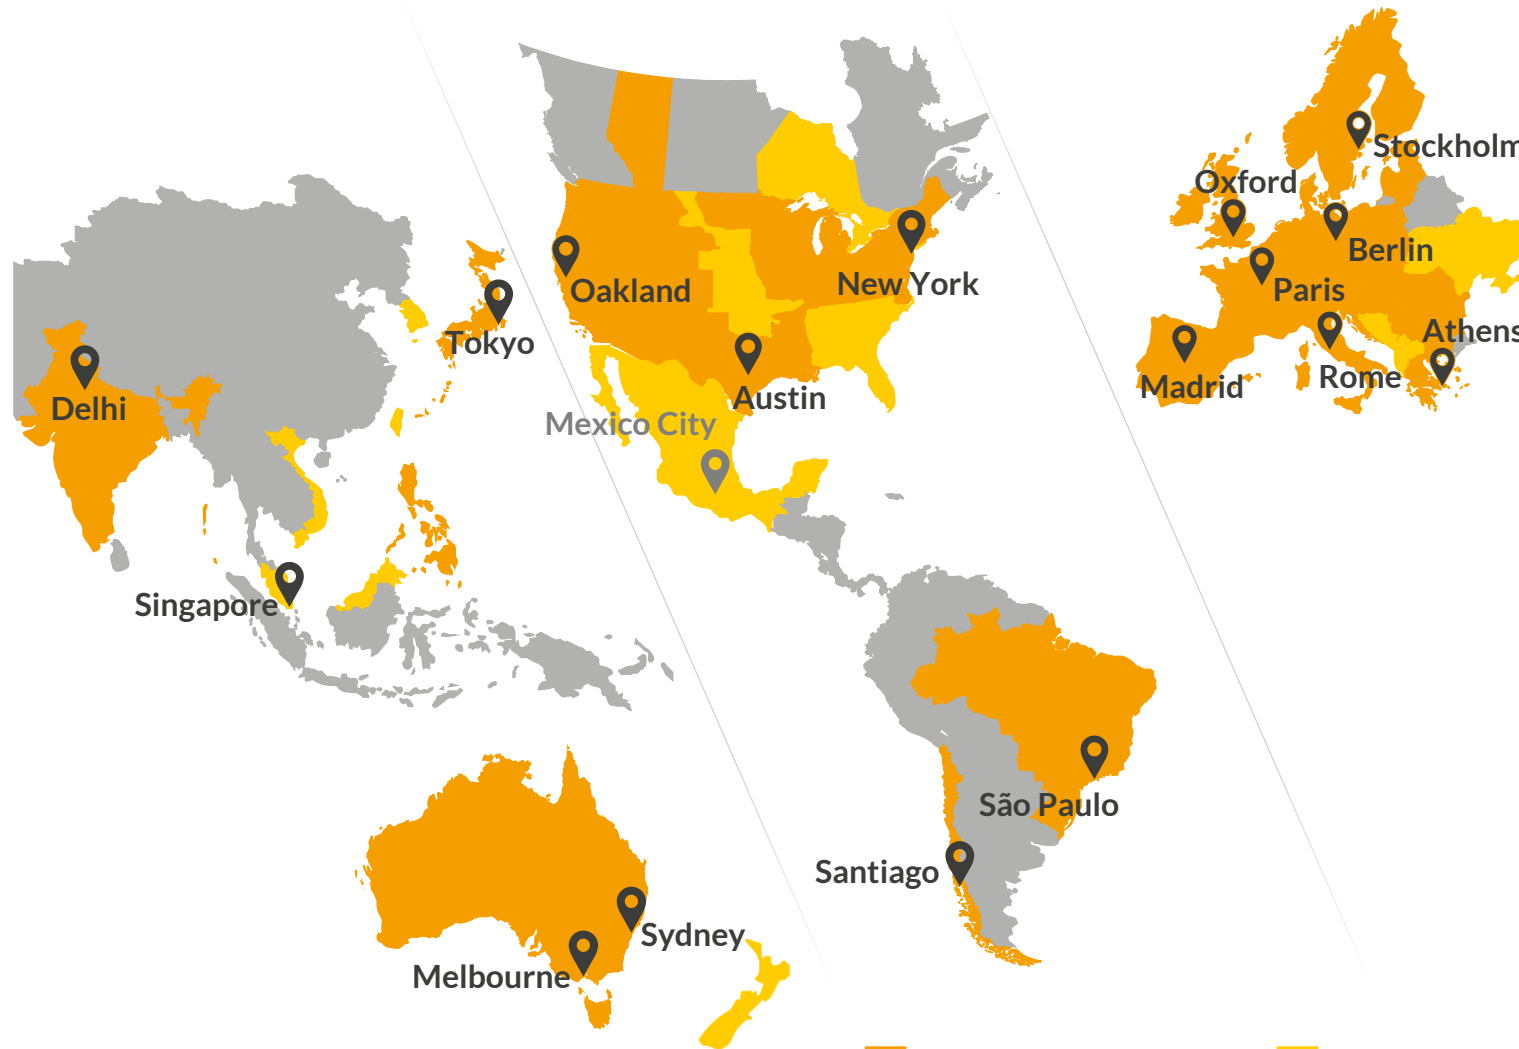 Stockholm
Oxford
Berlin
Oakland
New York
Paris
Athens
Tokyo
Madrid
Rome
Delhi
Austin
Mexico City
Singapore
São Paulo
Santiago
Sydney
Melbourne